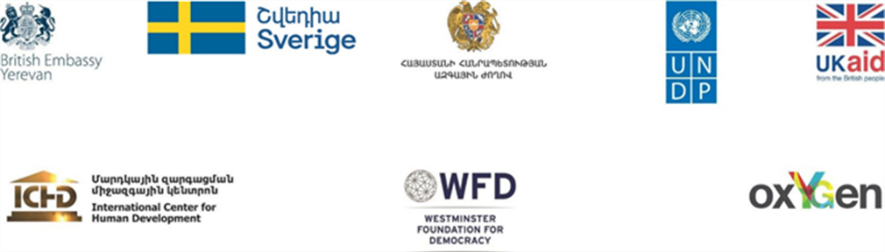 British Embassy
Yerevan
Շվեդիա
Sverige
ՀԱՅԱՍՏԱՆԻ ՀԱՆՐԱՊԵՏՈՒԹՅԱՆ
ԱԶԳԱՅԻՆ ԺՈՂՈՎ
U N
D P
UKaid
from the British people
ICHD
Մարդկային զարգացման
միջազգային կենտրոն
International Center for
Human Development
WFD
WESTMINSTER
FOUNDATION FOR
DEMOCRACY
oxYGen